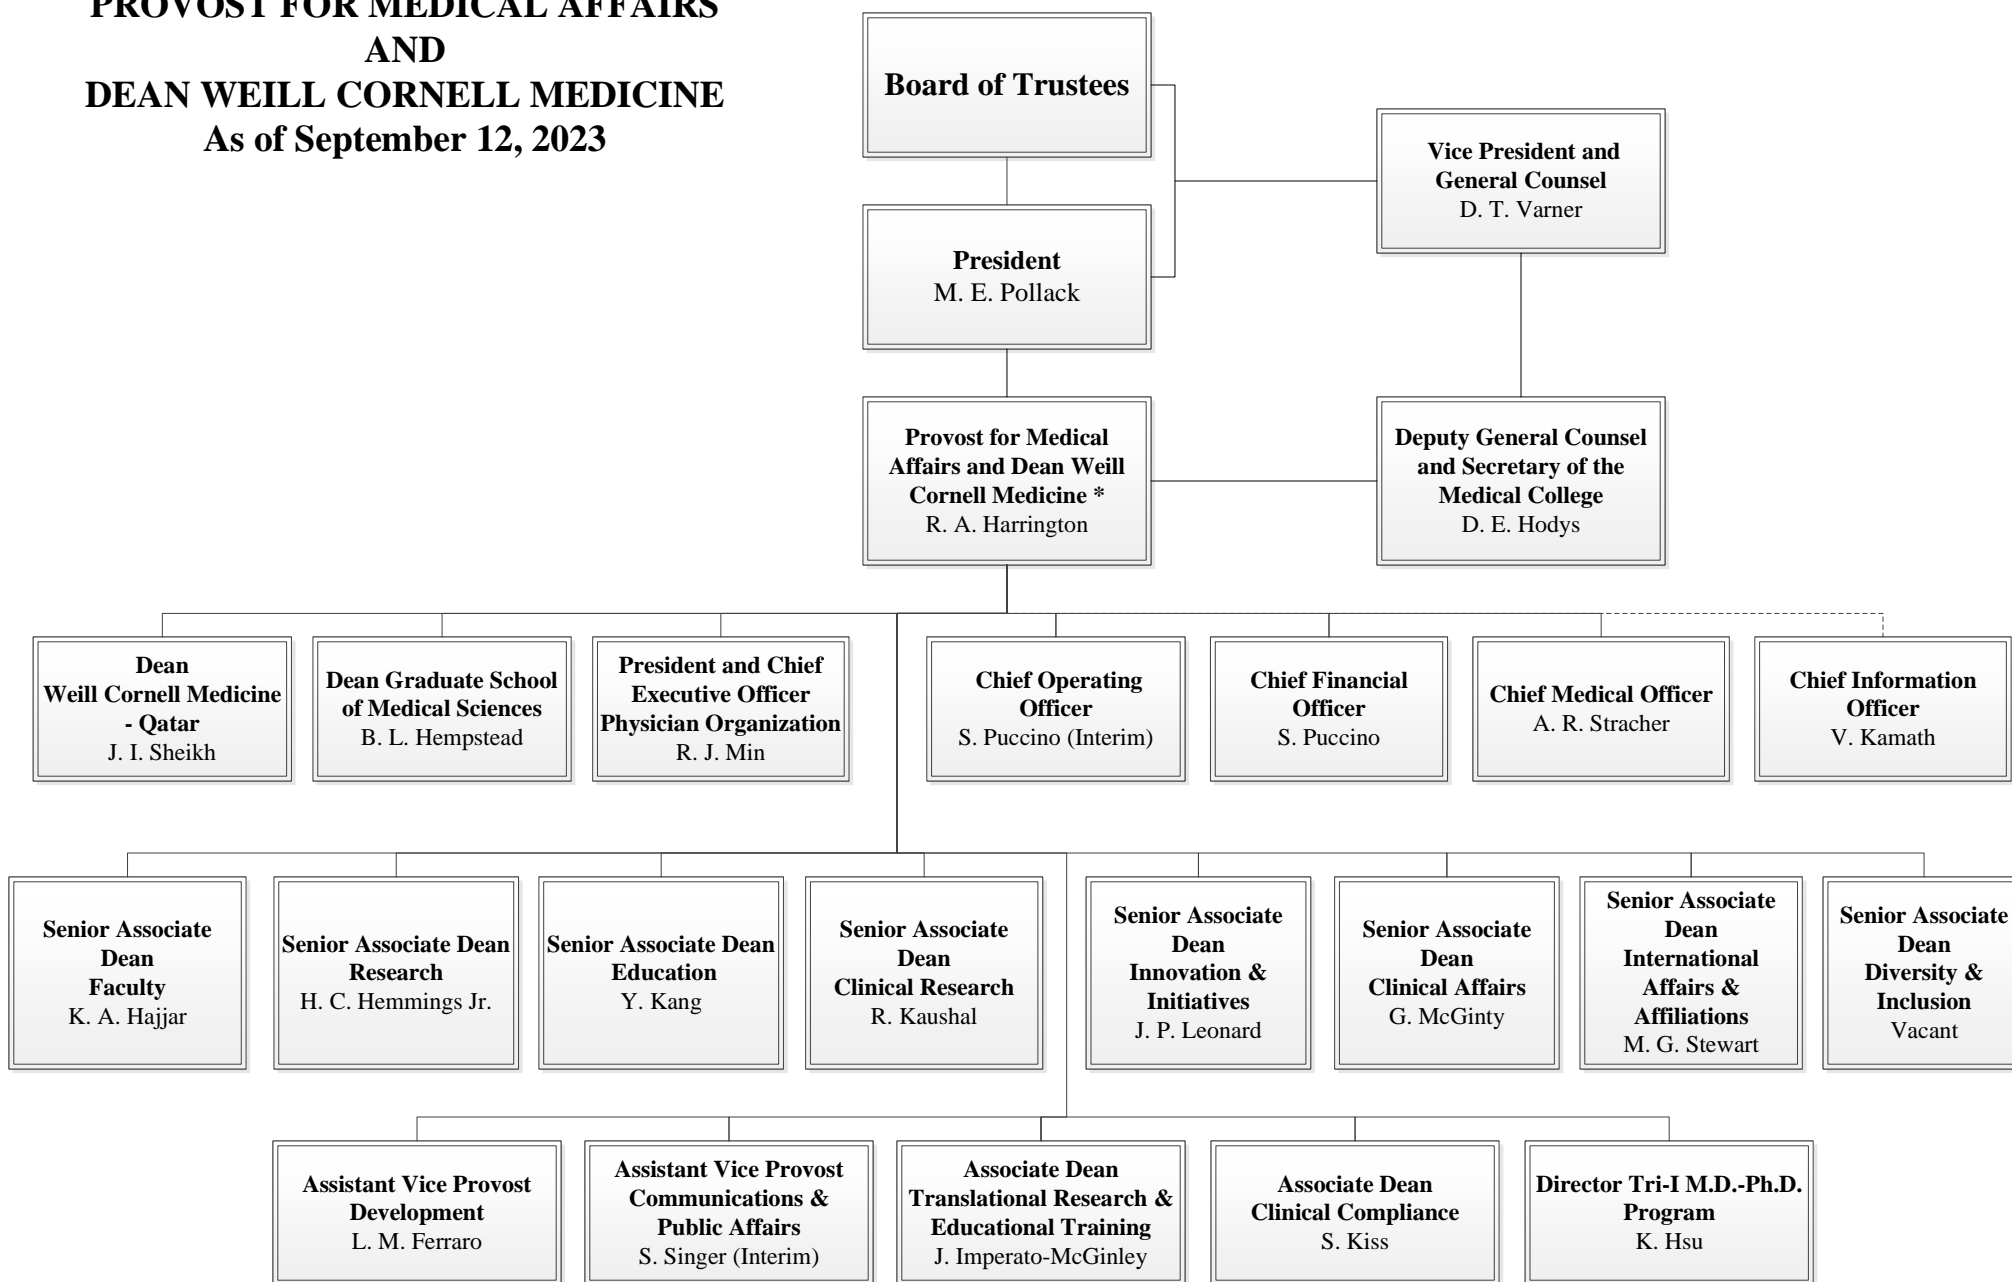 PROVOST FOR MEDICAL AFFAIRS
AND
DEAN WEILL CORNELL MEDICINE
As of September 12, 2023
Board of Trustees
Vice President and
General Counsel
D. T. Varner
President
M. E. Pollack
Provost for Medical
Affairs and Dean Weill
Cornell Medicine *
R. A. Harrington
Deputy General Counsel
and Secretary of the
Medical College
D. E. Hodys
Dean
Weill Cornell Medicine
- Qatar
J. I. Sheikh
Dean Graduate School
of Medical Sciences
B. L. Hempstead
President and Chief
Executive Officer
Physician Organization
R. J. Min
Chief Operating
Officer
S. Puccino (Interim)
Chief Financial
Officer
S. Puccino
Chief Medical Officer
A. R. Stracher
Chief Information
Officer
V. Kamath
Senior Associate
Dean
Faculty
K. A. Hajjar
Senior Associate Dean
Research
H. C. Hemmings Jr.
Senior Associate Dean
Education
Y. Kang
Senior Associate
Dean
Clinical Research
R. Kaushal
Senior Associate
Dean
Innovation &
Initiatives
J. P. Leonard
Senior Associate
Dean
Clinical Affairs
G. McGinty
Senior Associate
Dean
International
Affairs &
Affiliations
M. G. Stewart
Senior Associate
Dean
Diversity &
Inclusion
Vacant
Assistant Vice Provost
Development
L. M. Ferraro
Assistant Vice Provost
Communications &
Public Affairs
S. Singer (Interim)
Associate Dean
Translational Research &
Educational Training
J. Imperato-McGinley
Associate Dean
Clinical Compliance
S. Kiss
Director Tri-I M.D.-Ph.D.
Program
K. Hsu